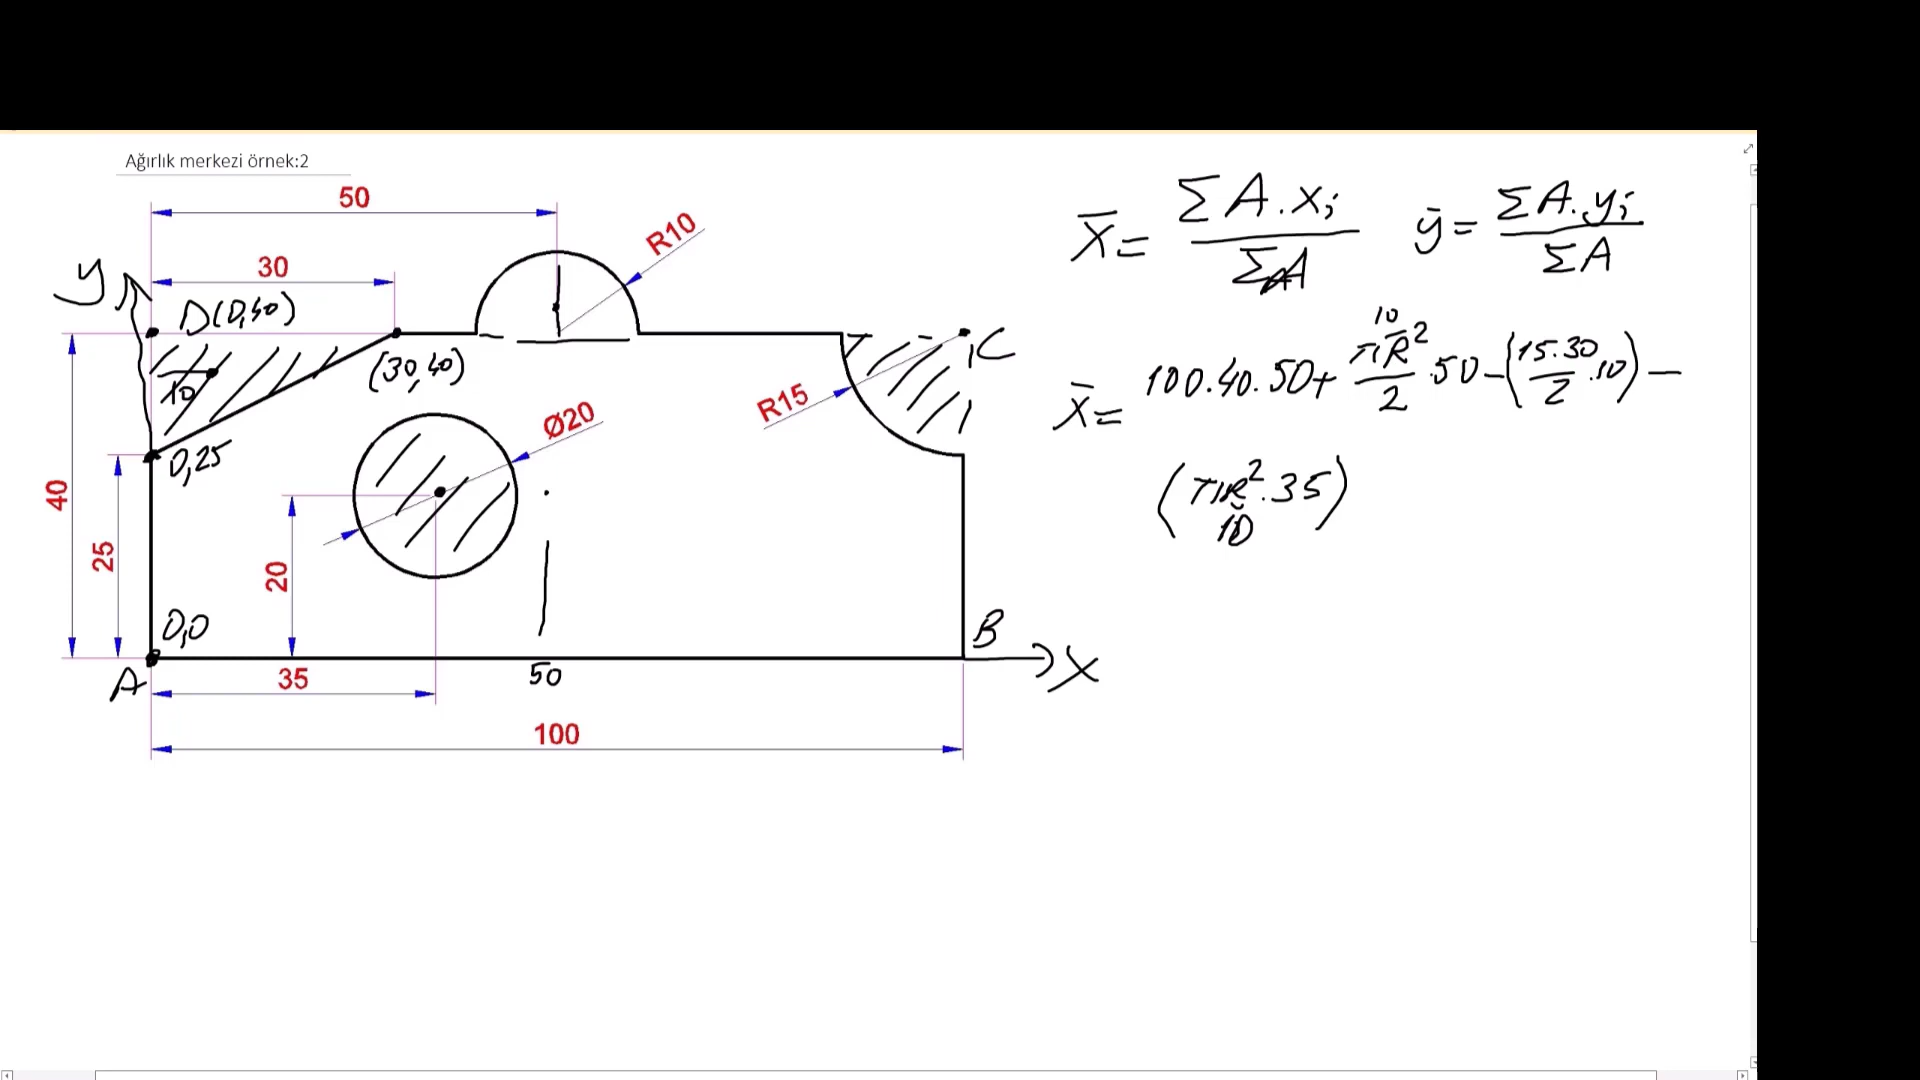 Ağırlık merkezi örnek:2
50
R10
30
y
D(0,40)
(30,40)
10
0,25
40
25
Ø20
20
R15
C
0,0
A
B
X
35
50
100
X̄ = ΣA.xi / ΣA
ȳ = ΣA.yi / ΣA
x̄ = 100.40.50 + πR²/2 .50 - (15.30/2 .10) -
10
(πR².35)
10